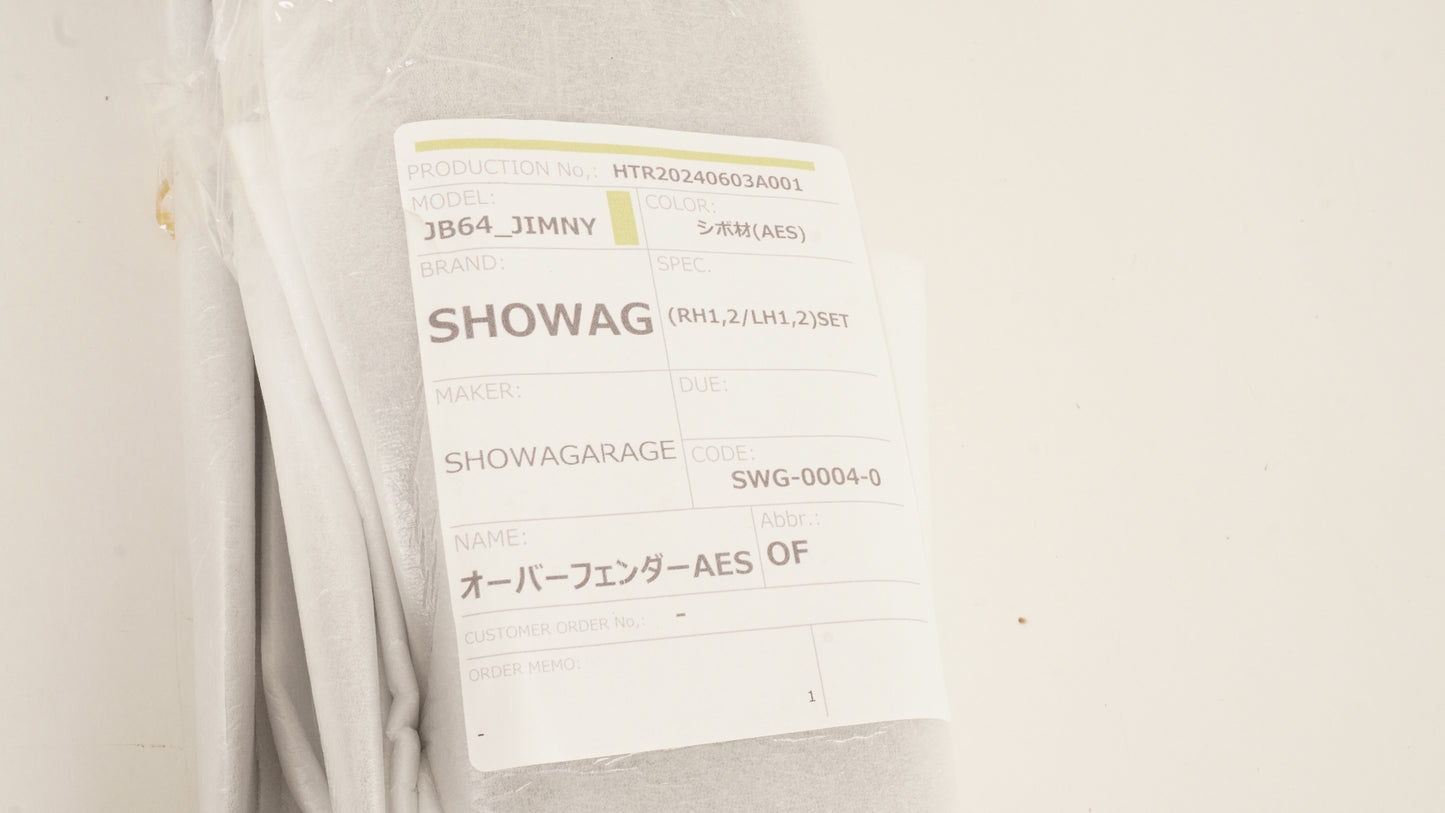 PRODUCTION No,: HTR20240603A001
MODEL: JB64_JIMNY
COLOR: シボ材(AES)
BRAND: SHOWAG
SPEC. (RH1,2/LH1,2)SET
MAKER: SHOWAGARAGE
DUE:
CODE: SWG-0004-0
NAME: オーバーフェンダーAES
Abbr.: OF
CUSTOMER ORDER No,: -
ORDER MEMO:
-
1